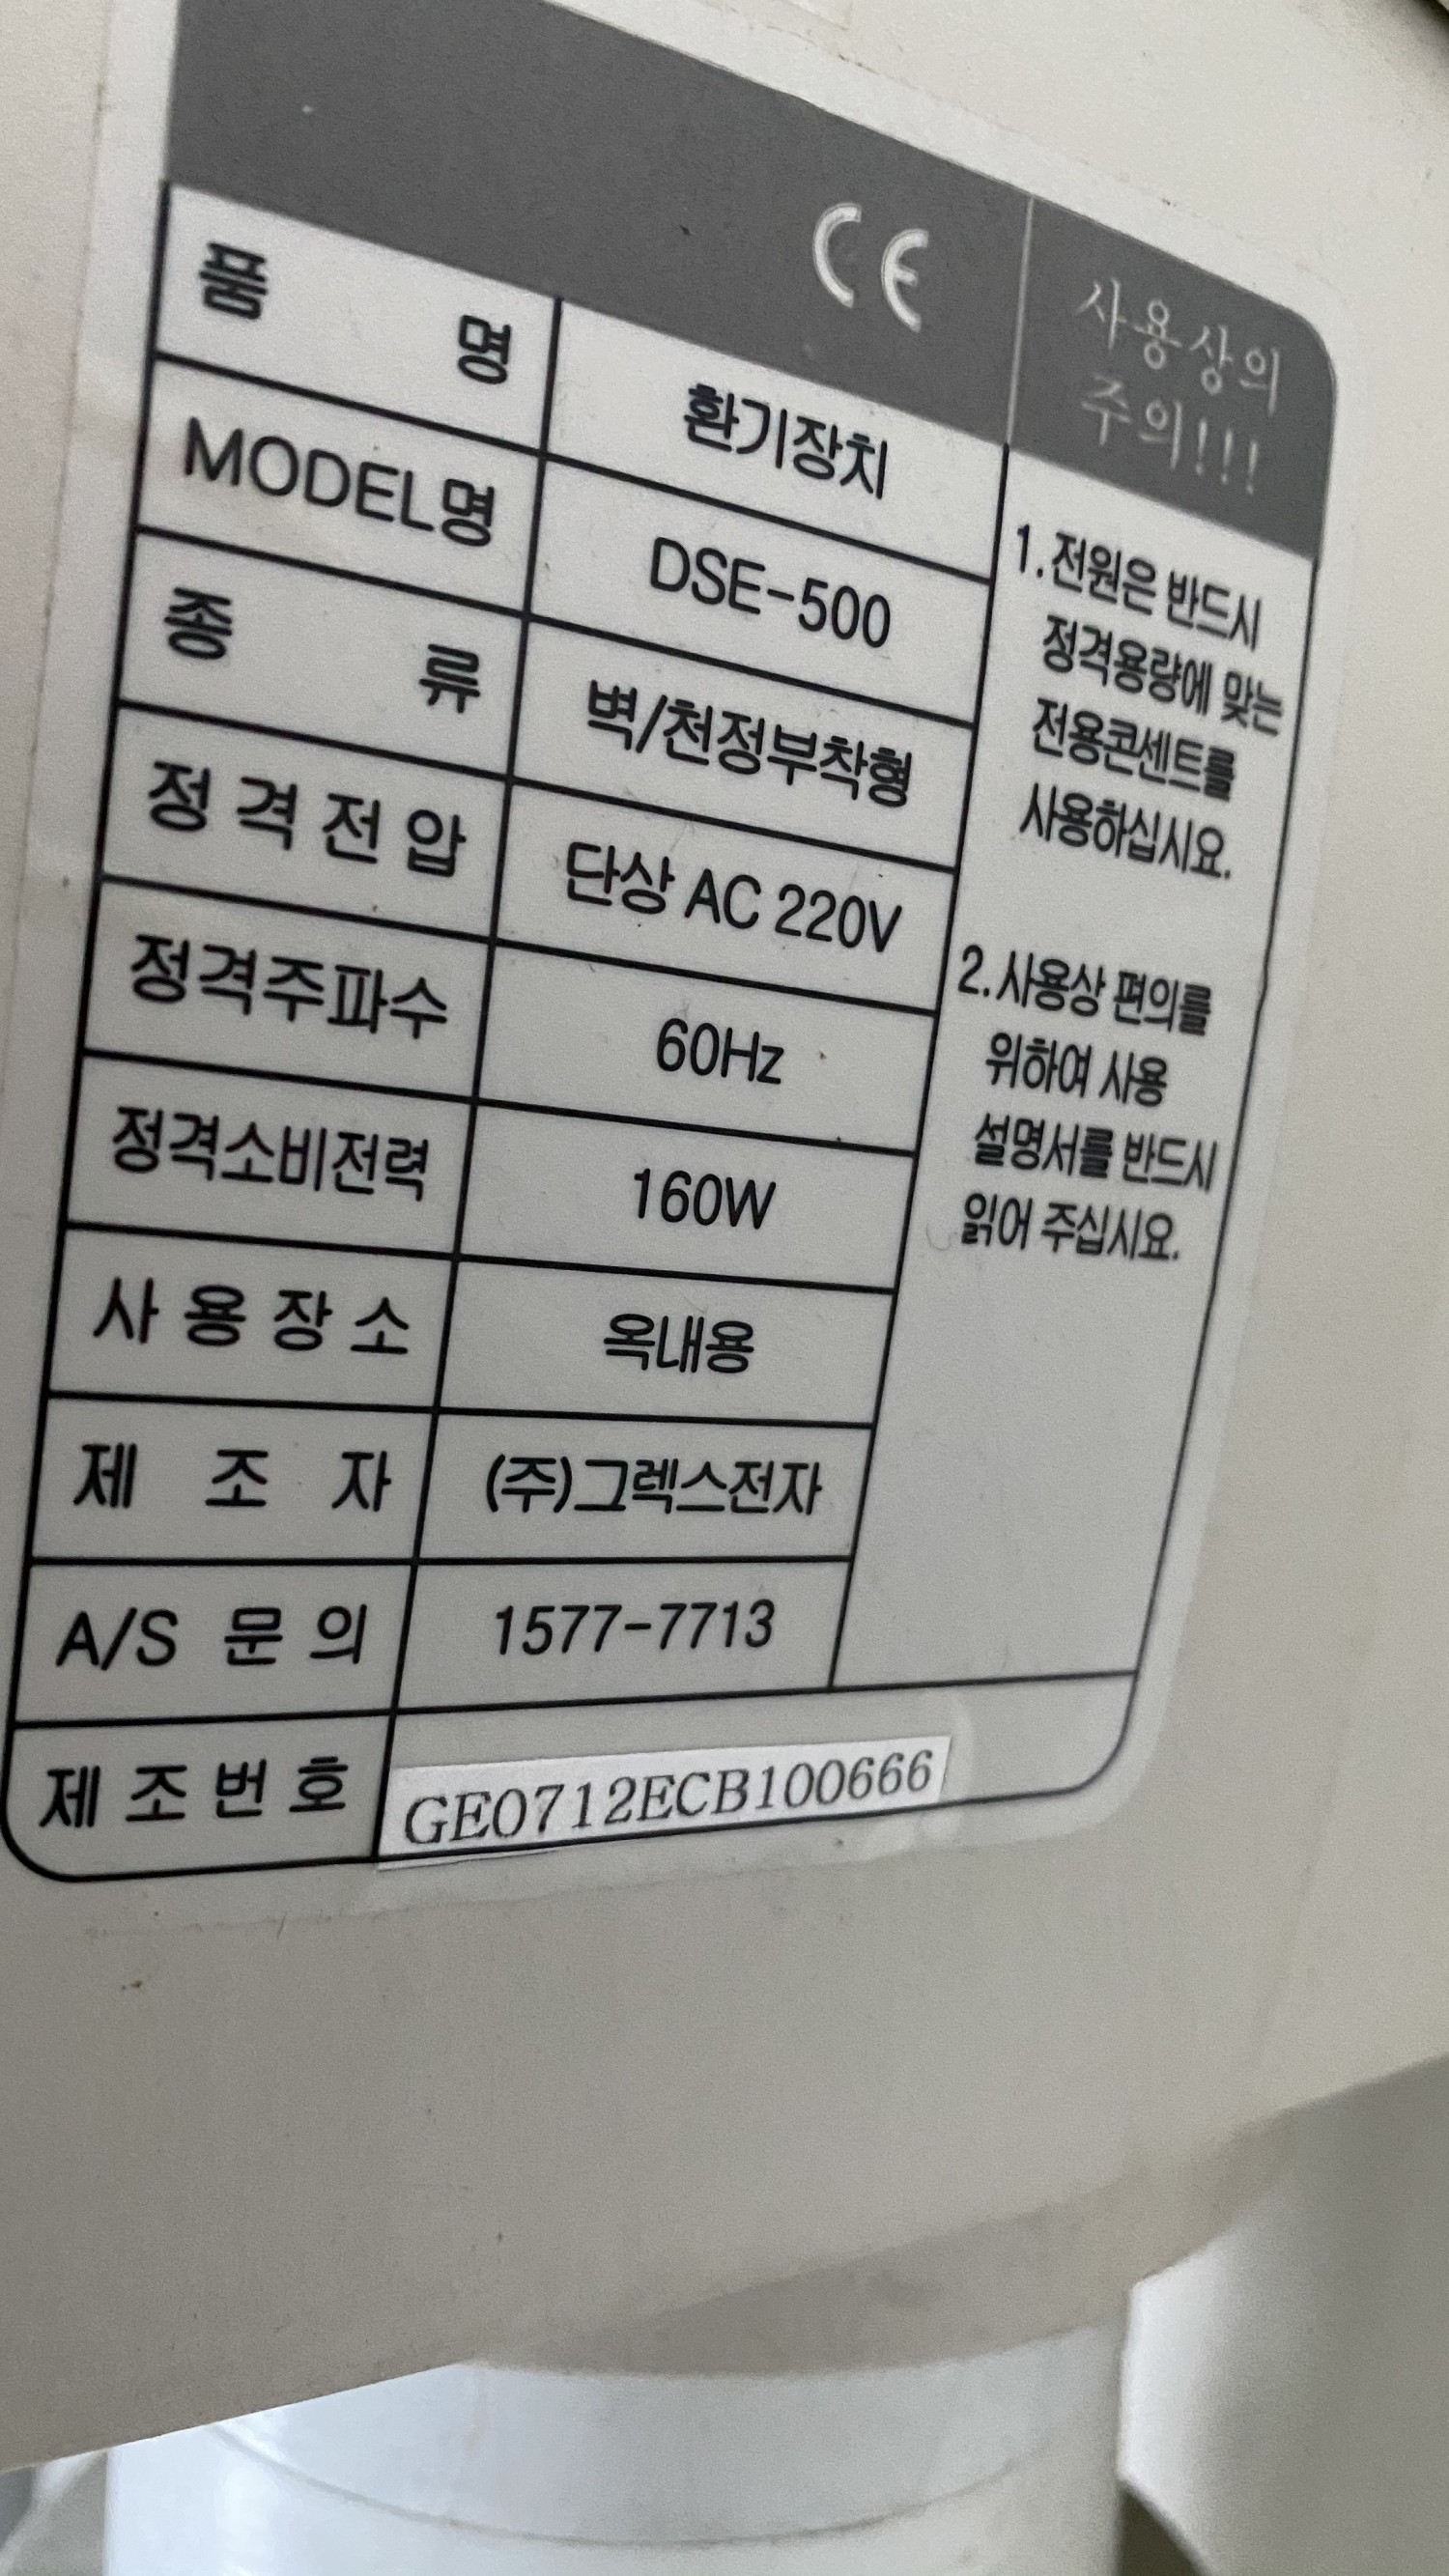 CE
사용상의
주의!!!
품 명 환기장치
MODEL명 DSE-500
종 류 벽/천정부착형
정격전압 단상 AC 220V
정격주파수 60Hz
정격소비전력 160W
사용장소 옥내용
제조자 (주)그렉스전자
A/S 문의 1577-7713
제조번호 GE0712ECB100666
1.전원은 반드시
정격용량에 맞는
전용콘센트를
사용하십시요.
2.사용상 편의를
위하여 사용
설명서를 반드시
읽어 주십시요.